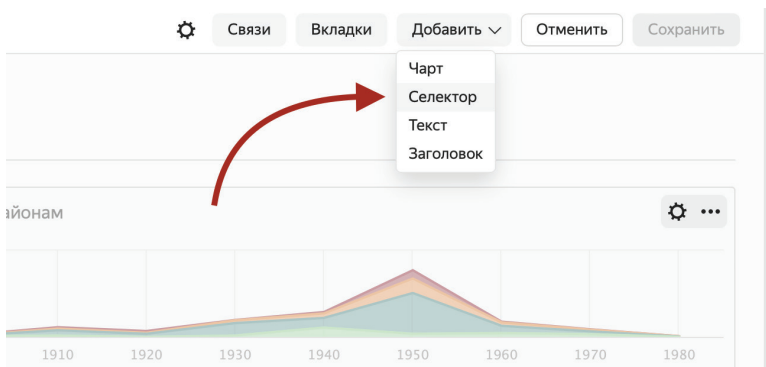 Связи Вкладки Добавить Отменить Сохранить
Чарт
Селектор
Текст
Заголовок
айонам
1910 1920 1930 1940 1950 1960 1970 1980